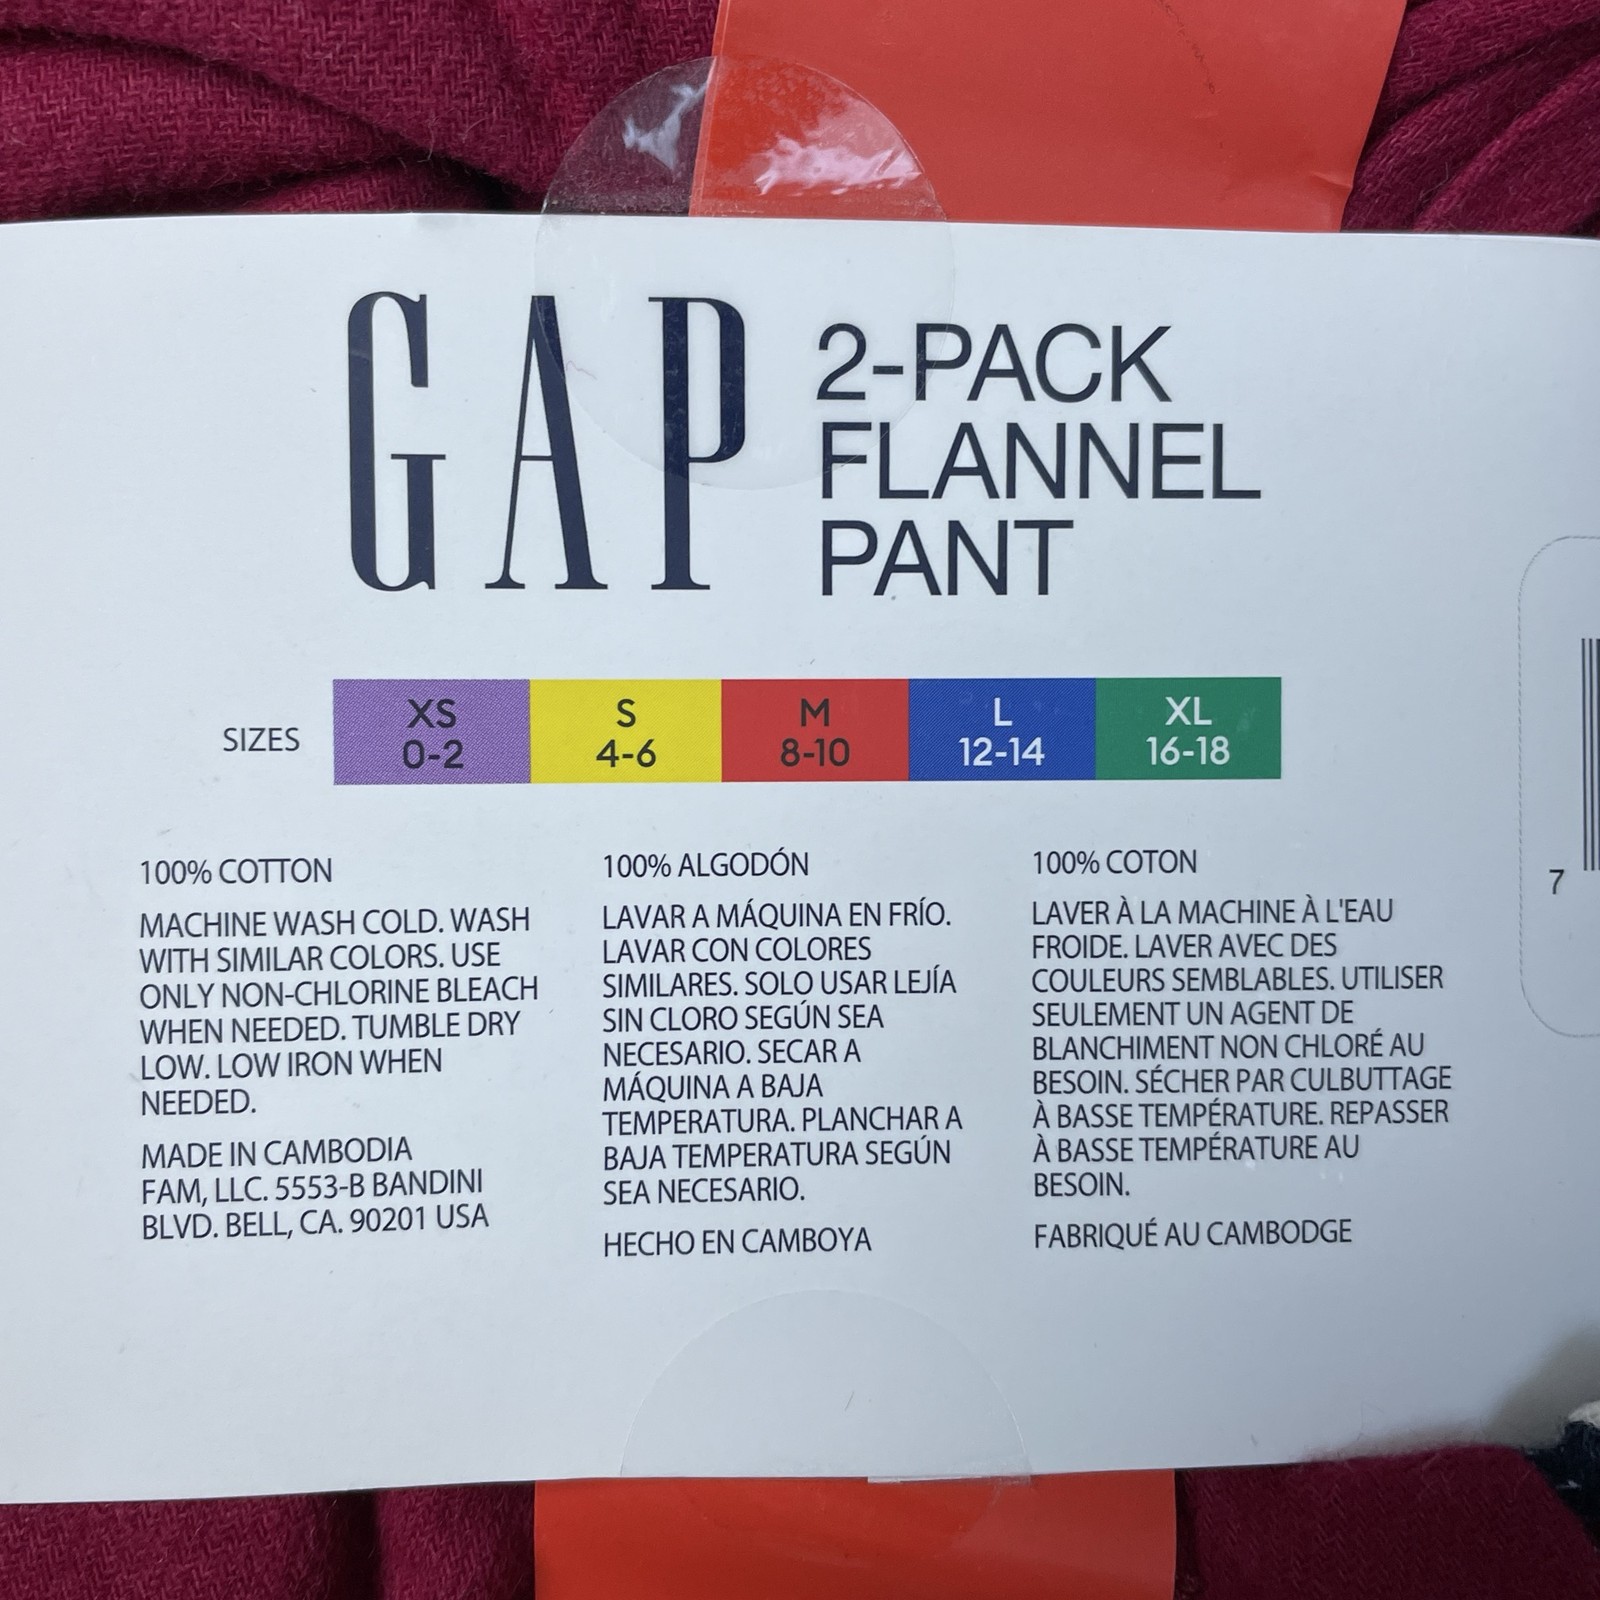 GAP
2-PACK
FLANNEL
PANT
SIZES
XS
0-2
S
4-6
M
8-10
L
12-14
XL
16-18
100% COTTON
MACHINE WASH COLD. WASH
WITH SIMILAR COLORS. USE
ONLY NON-CHLORINE BLEACH
WHEN NEEDED. TUMBLE DRY
LOW. LOW IRON WHEN
NEEDED.
MADE IN CAMBODIA
FAM, LLC. 5553-B BANDINI
BLVD. BELL, CA. 90201 USA
100% ALGODÓN
LAVAR A MÁQUINA EN FRÍO.
LAVAR CON COLORES
SIMILARES. SOLO USAR LEJÍA
SIN CLORO SEGÚN SEA
NECESARIO. SECAR A
MÁQUINA A BAJA
TEMPERATURA. PLANCHAR A
BAJA TEMPERATURA SEGÚN
SEA NECESARIO.
HECHO EN CAMBOYA
100% COTON
LAVER À LA MACHINE À L'EAU
FROIDE. LAVER AVEC DES
COULEURS SEMBLABLES. UTILISER
SEULEMENT UN AGENT DE
BLANCHIMENT NON CHLORÉ AU
BESOIN. SÉCHER PAR CULBUTTAGE
À BASSE TEMPÉRATURE. REPASSER
À BASSE TEMPÉRATURE AU
BESOIN.
FABRIQUÉ AU CAMBODGE
7